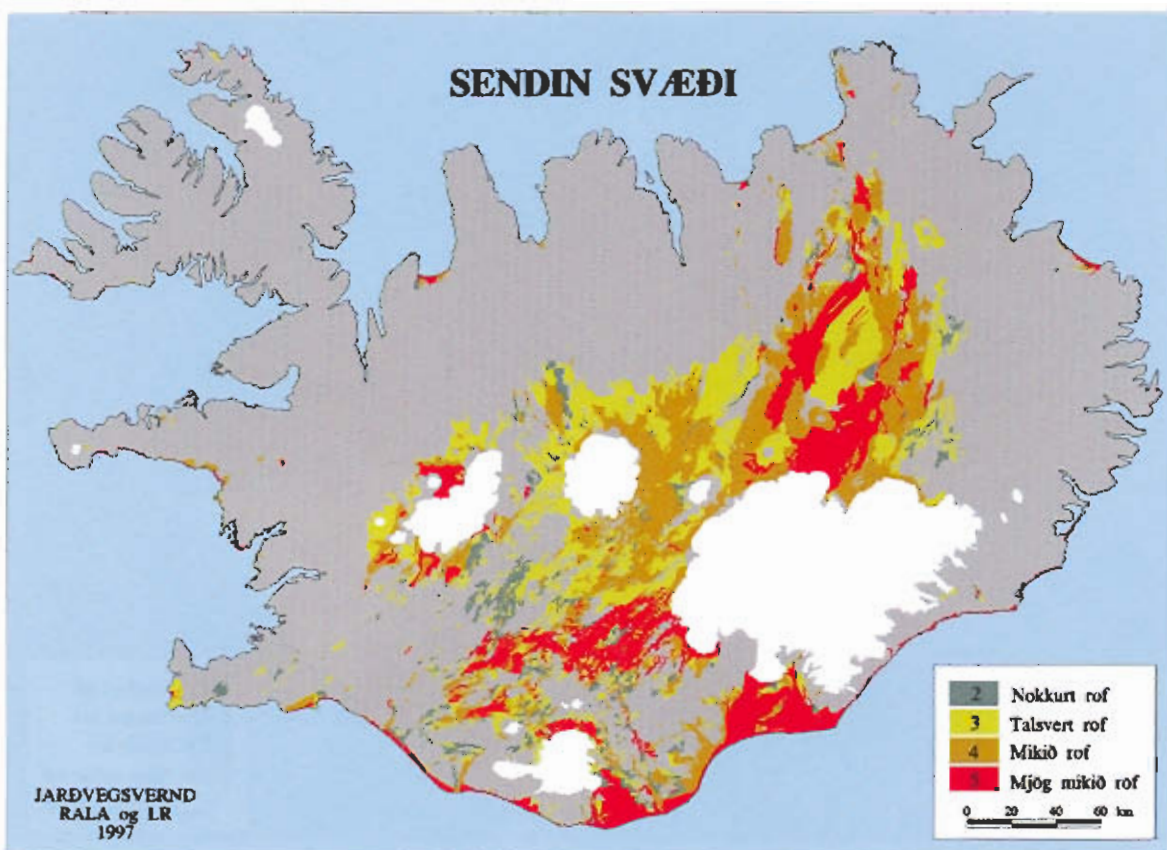 SENDIN SVÆÐI
2 Nokkurt rof
3 Talsvert rof
4 Mikið rof
5 Mjög mikið rof
0 20 40 60 km
JARÐVEGSVERND
RALA og LR
1997